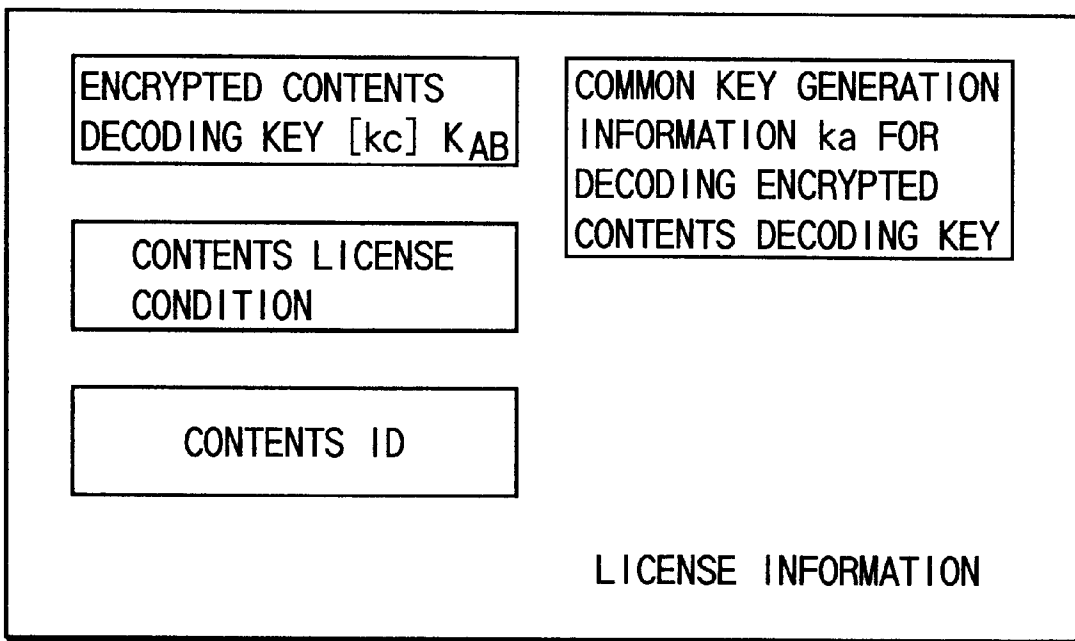 ENCRYPTED CONTENTS
DECODING KEY [kc] KAB
CONTENTS LICENSE
CONDITION
CONTENTS ID
COMMON KEY GENERATION
INFORMATION ka FOR
DECODING ENCRYPTED
CONTENTS DECODING KEY
LICENSE INFORMATION